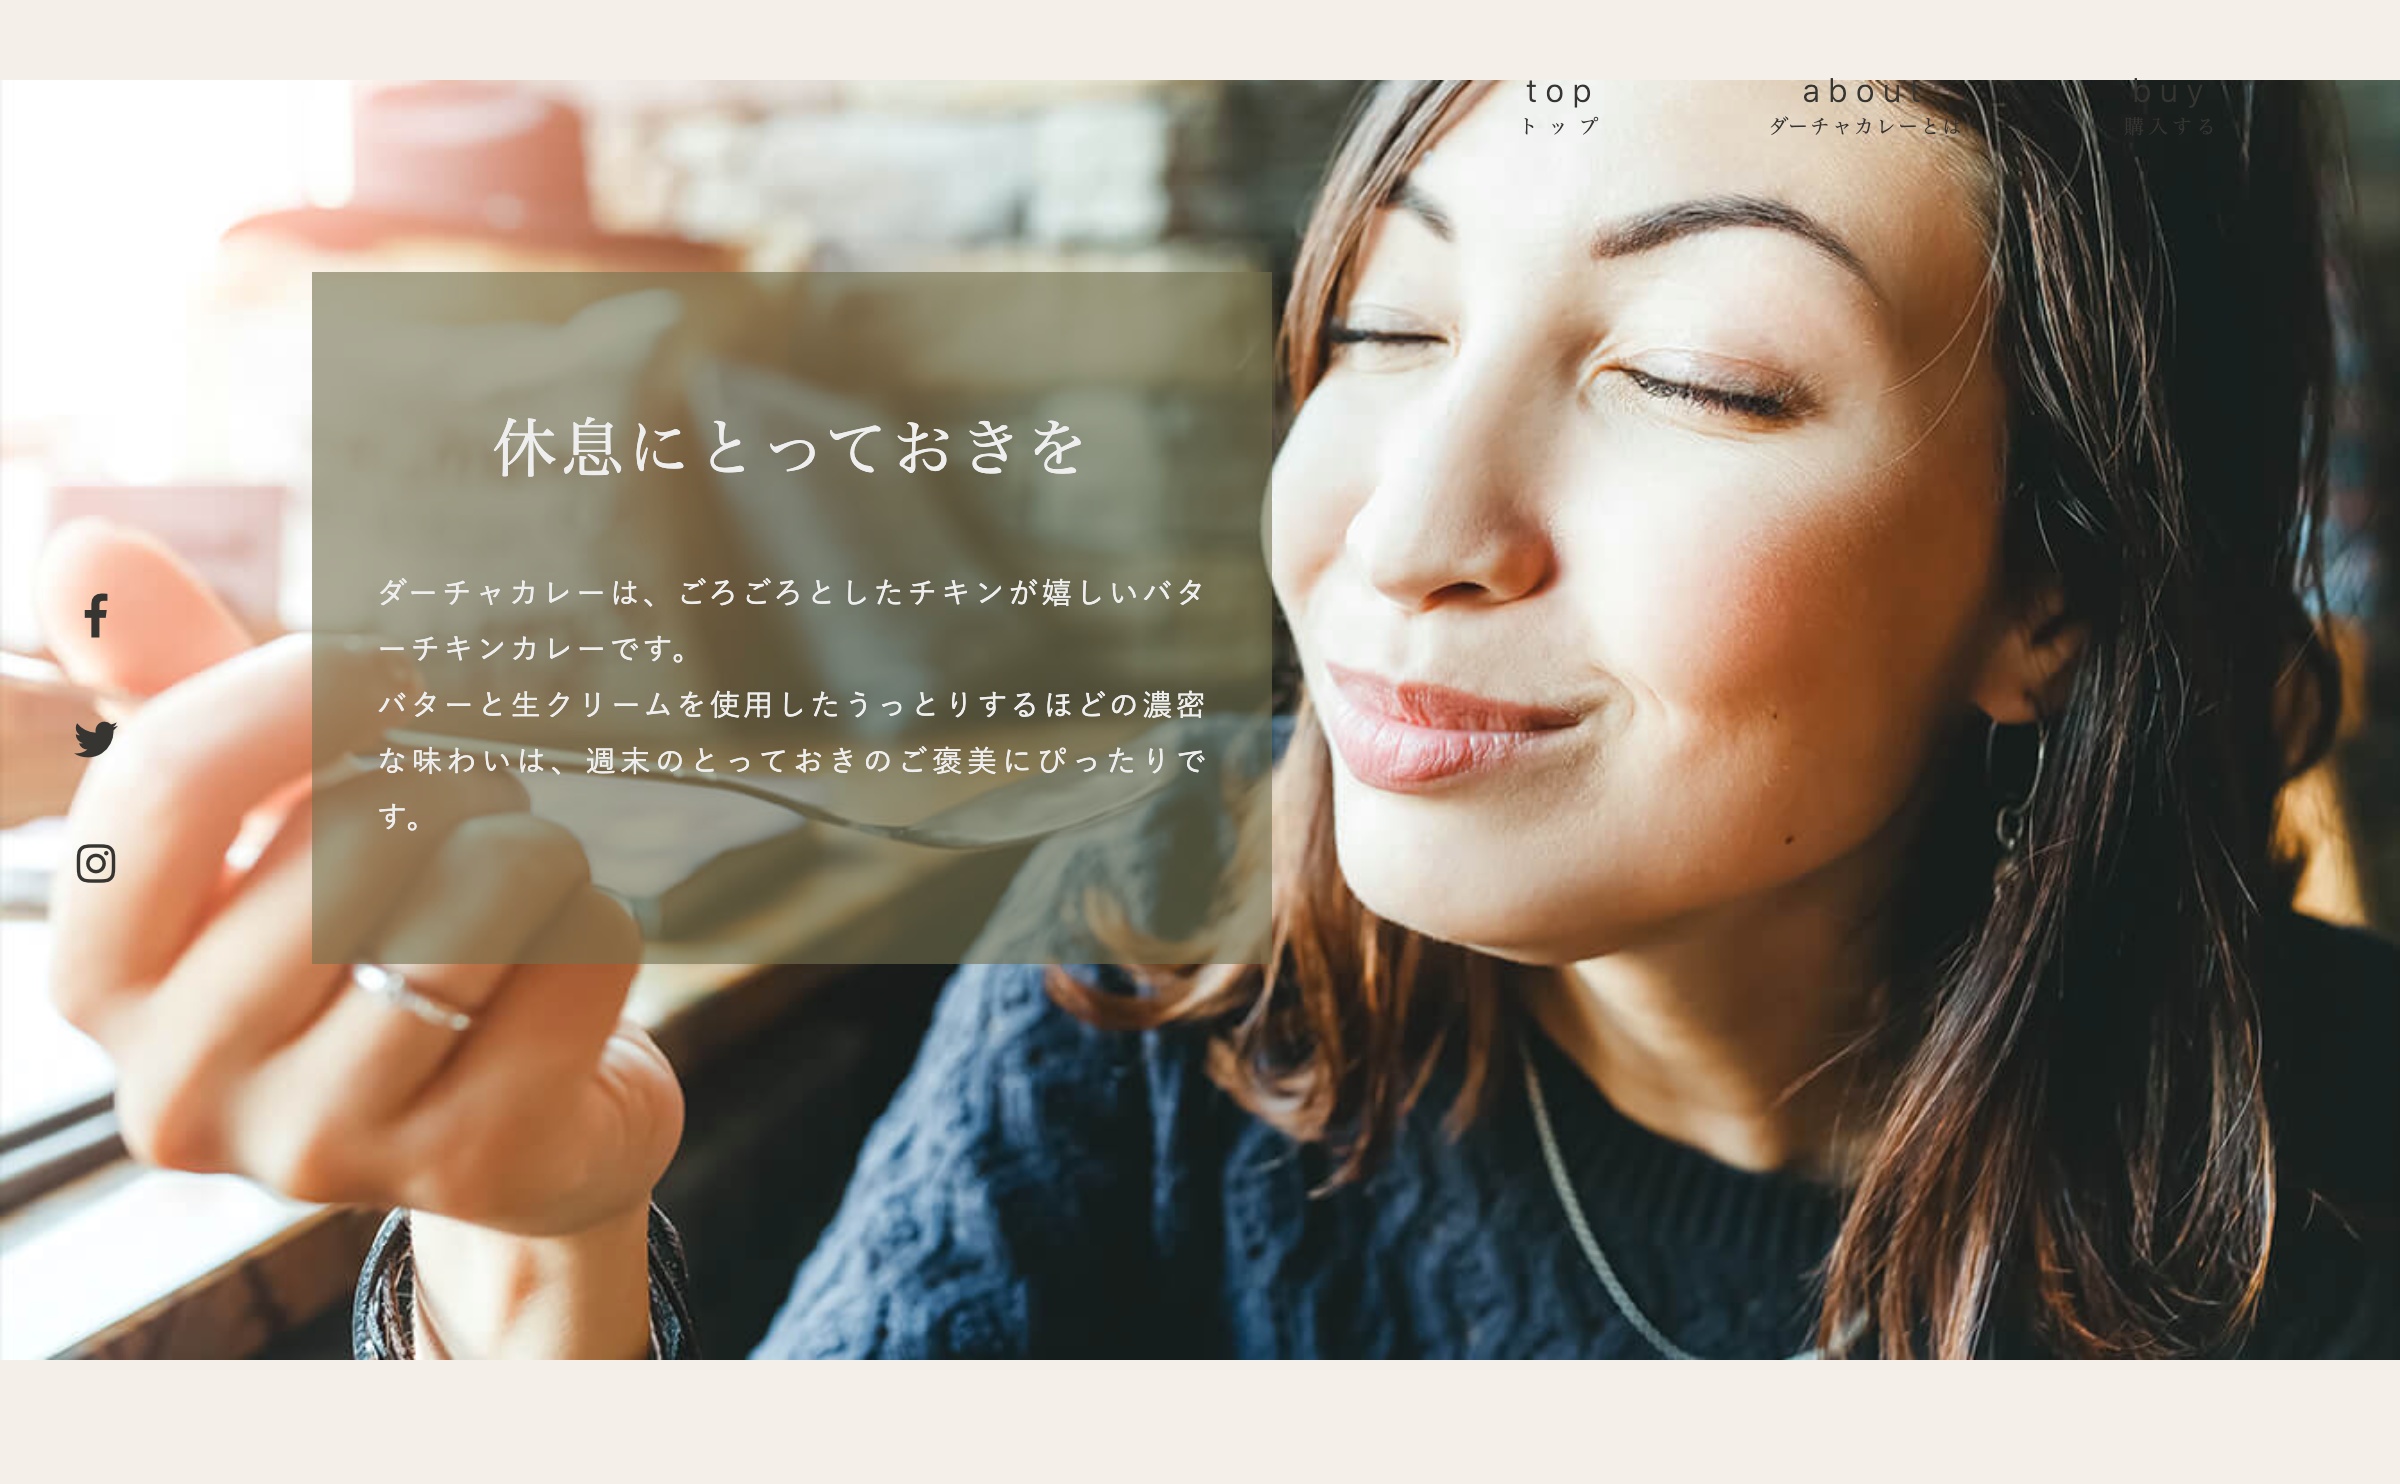 top
about
buy
トップ
ダーチャカレーとは
購入する
休息にとっておきを
ダーチャカレーは、ごろごろとしたチキンが嬉しいバタ
ーチキンカレーです。
バターと生クリームを使用したうっとりするほどの濃密
な味わいは、週末のとっておきのご褒美にぴったりで
す。